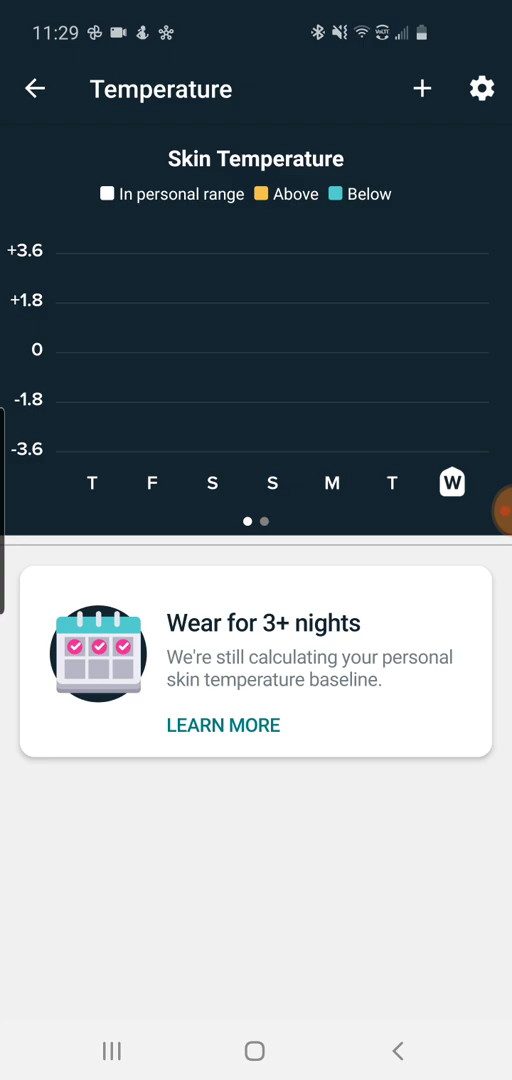 11:29
Temperature
Skin Temperature
In personal range Above Below
+3.6
+1.8
0
-1.8
-3.6
T F S S M T W
Wear for 3+ nights
We're still calculating your personal
skin temperature baseline.
LEARN MORE